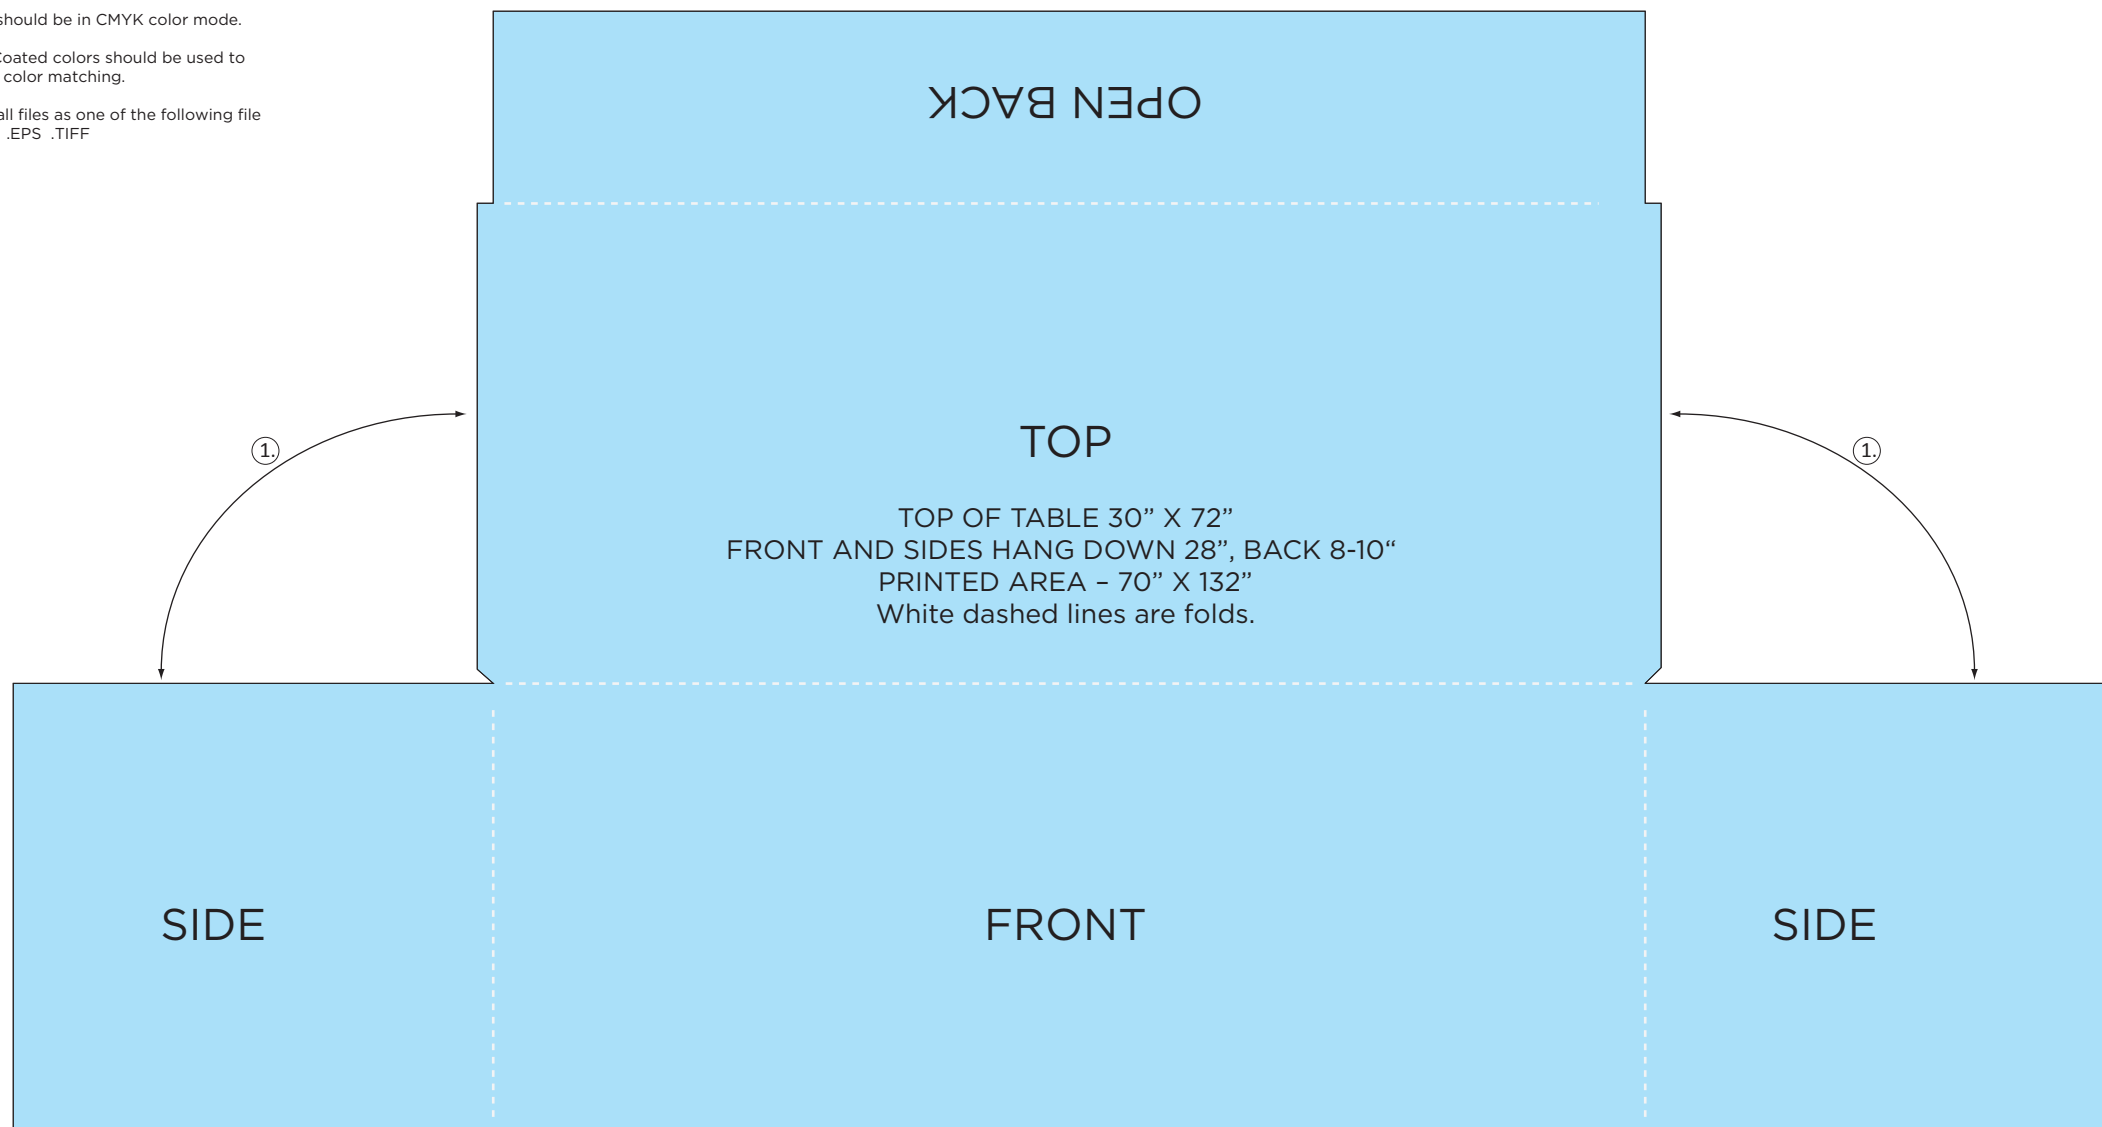 should be in CMYK color mode.
Coated colors should be used to
color matching.
all files as one of the following file
.EPS .TIFF
OPEN BACK
1.
1.
TOP
TOP OF TABLE 30” X 72”
FRONT AND SIDES HANG DOWN 28”, BACK 8-10“
PRINTED AREA – 70” X 132”
White dashed lines are folds.
SIDE
FRONT
SIDE